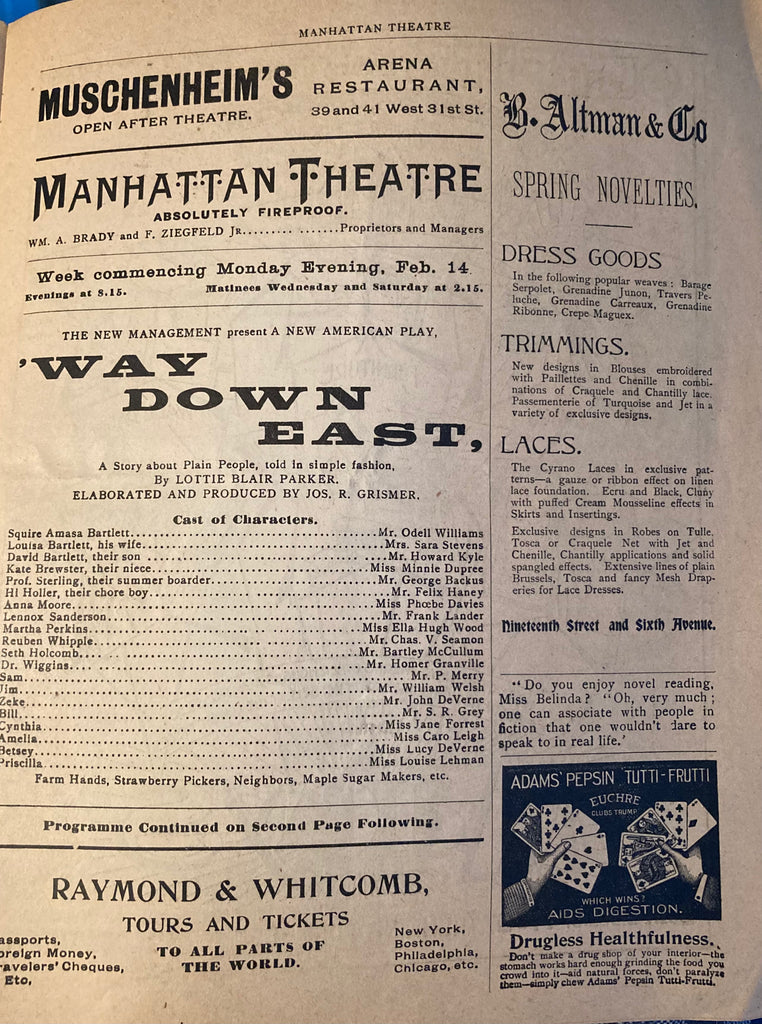 MANHATTAN THEATRE
MUSCHENHEIM'S
OPEN AFTER THEATRE.
ARENA
RESTAURANT,
39 and 41 West 31st St.
MANHATTAN THEATRE
ABSOLUTELY FIREPROOF.
WM. A. BRADY and F. ZIEGFELD Jr................Proprietors and Managers
Week commencing Monday Evening, Feb. 14
Evenings at 8.15. Matinees Wednesday and Saturday at 2.15.
THE NEW MANAGEMENT present A NEW AMERICAN PLAY,
'WAY
DOWN
EAST,
A Story about Plain People, told in simple fashion,
By LOTTIE BLAIR PARKER.
ELABORATED AND PRODUCED BY JOS. R. GRISMER.
Cast of Characters.
Squire Amasa Bartlett........Mr. Odell Williams
Louisa Bartlett, his wife........Mrs. Sara Stevens
David Bartlett, their son........Mr. Howard Kyle
Kate Brewster, their niece........Miss Minnie Dupree
Prof. Sterling, their summer boarder........Mr. George Backus
Hi Holler, their chore boy........Mr. Felix Haney
Anna Moore........Miss Phœbe Davies
Lennox Sanderson........Mr. Frank Lander
Martha Perkins........Miss Ella Hugh Wood
Reuben Whipple........Mr. Chas. V. Seamon
Seth Holcomb........Mr. Bartley McCullum
Dr. Wiggins........Mr. Homer Granville
Sam........Mr. P. Merry
Jim........Mr. William Welsh
Zeke........Mr. John DeVerne
Bill........Mr. S. R. Grey
Cynthia........Miss Jane Forrest
Amelia........Miss Caro Leigh
Betsey........Miss Lucy DeVerne
Priscilla........Miss Louise Lehman
Farm Hands, Strawberry Pickers, Neighbors, Maple Sugar Makers, etc.
Programme Continued on Second Page Following.
RAYMOND & WHITCOMB,
TOURS AND TICKETS
TO ALL PARTS OF
THE WORLD.
assports,
oreign Money,
ravelers' Cheques,
Etc,
New York,
Boston,
Philadelphia,
Chicago, etc.
B. Altman & Co
SPRING NOVELTIES.
DRESS GOODS
In the following popular weaves: Barage
Serpolet, Grenadine Junon, Travers Pe-
luche, Grenadine Carreaux, Grenadine
Ribonne, Crepe Maguex.
TRIMMINGS.
New designs in Blouses embroidered
with Paillettes and Chenille in combi-
nations of Craquele and Chantilly lace.
Passementerie of Turquoise and Jet in a
variety of exclusive designs.
LACES.
The Cyrano Laces in exclusive pat-
terns—a gauze or ribbon effect on linen
lace foundation. Ecru and Black, Cluny
with puffed Cream Mousseline effects in
Skirts and Insertings.
Exclusive designs in Robes on Tulle,
Tosca or Craquele Net with Jet and
Chenille, Chantilly applications and solid
spangled effects. Extensive lines of plain
Brussels, Tosca and fancy Mesh Drap-
eries for Lace Dresses.
Nineteenth Street and Sixth Avenue.
"Do you enjoy novel reading,
Miss Belinda? "Oh, very much;
one can associate with people in
fiction that one wouldn't dare to
speak to in real life.'
ADAMS' PEPSIN TUTTI-FRUTTI
EUCHRE
CLUBS TRUMP
WHICH WINS?
AIDS DIGESTION.
Drugless Healthfulness.
Don't make a drug shop of your interior—the
stomach works hard enough grinding the food you
crowd into it—aid natural forces, don't paralyze
them—simply chew Adams' Pepsin Tutti-Frutti.